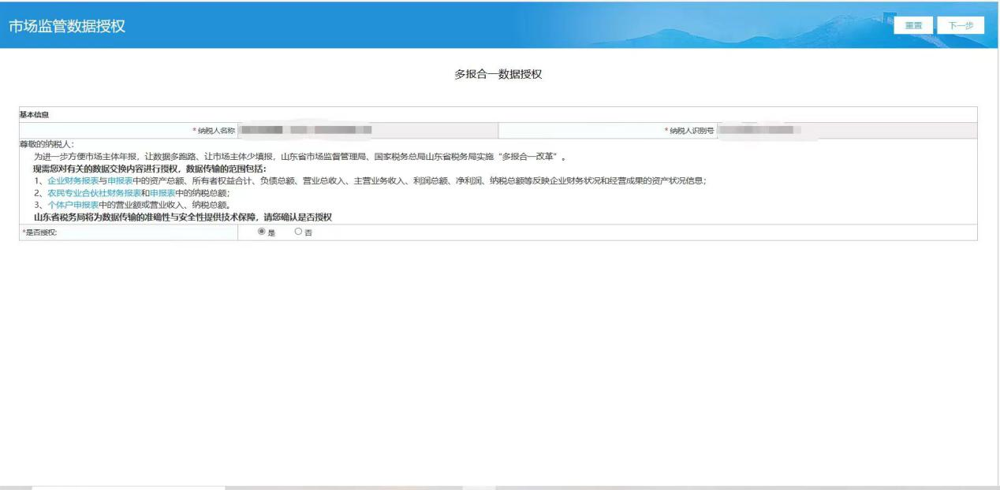 市场监管数据授权
重置 下一步
多报合一数据授权
基本信息
*纳税人名称 *纳税人识别号
尊敬的纳税人：
为进一步方便市场主体年报，让数据多跑路、让市场主体少填报，山东省市场监督管理局、国家税务总局山东省税务局实施“多报合一改革”。
现需您对有关的数据交换内容进行授权，数据传输的范围包括：
1、企业财务报表与申报表中的资产总额、所有者权益合计、负债总额、营业总收入、主营业务收入、利润总额、净利润、纳税总额等反映企业财务状况和经营成果的资产状况信息；
2、农民专业合伙社财务报表和申报表中的纳税总额；
3、个体户申报表中的营业额或营业收入、纳税总额。
山东省税务局将为数据传输的准确性与安全性提供技术保障，请您确认是否授权
*是否授权: 是 否